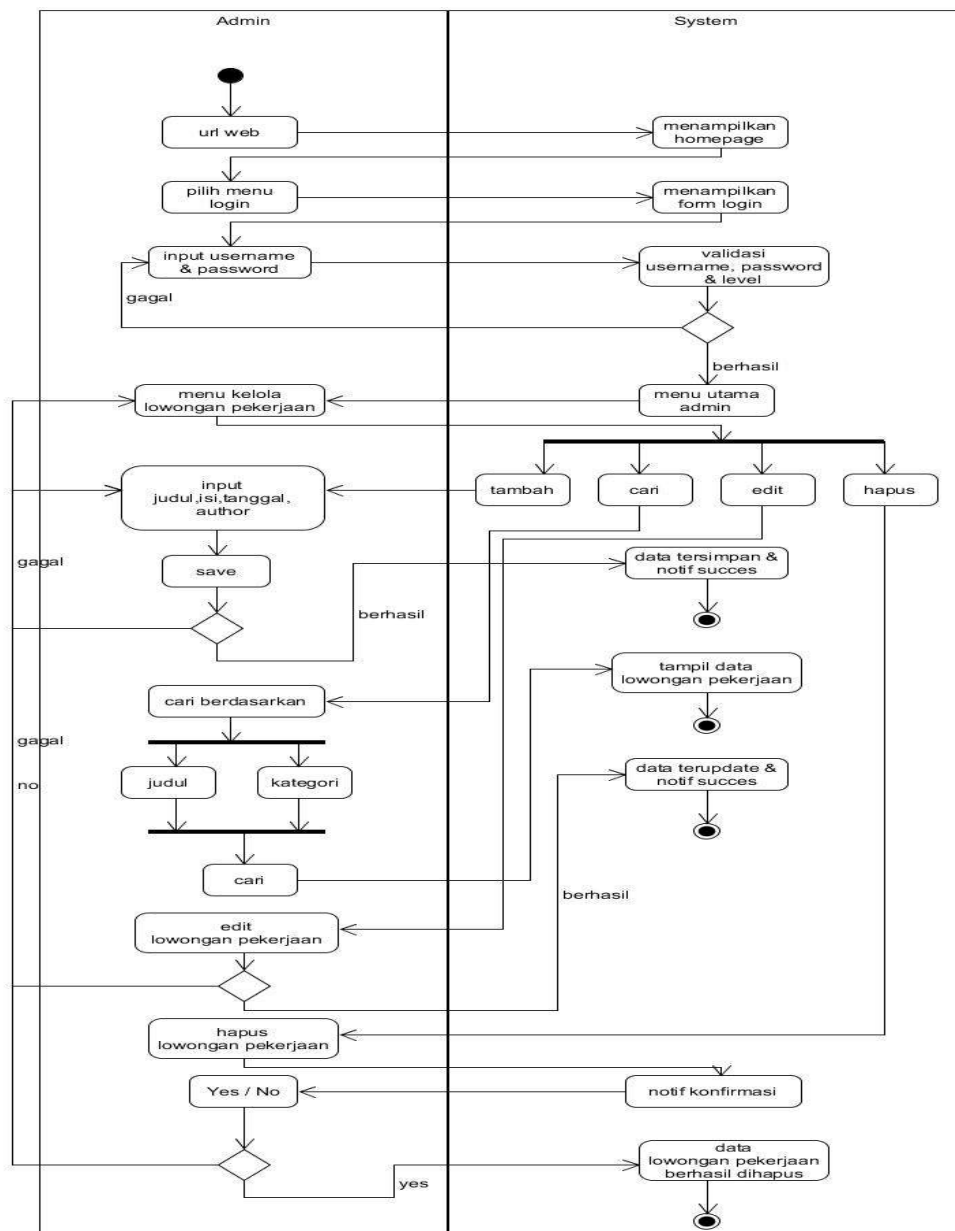 Admin
System
url web
menampilkan
homepage
pilih menu
login
menampilkan
form login
input username
& password
validasi
username, password
& level
gagal
berhasil
menu kelola
lowongan pekerjaan
menu utama
admin
input
judul,isi,tanggal,
author
tambah
cari
edit
hapus
gagal
save
berhasil
data tersimpan &
notif succes
tampil data
lowongan pekerjaan
cari berdasarkan
gagal
no
judul
kategori
data terupdate &
notif succes
cari
berhasil
edit
lowongan pekerjaan
hapus
lowongan pekerjaan
Yes / No
notif konfirmasi
yes
data
lowongan pekerjaan
berhasil dihapus